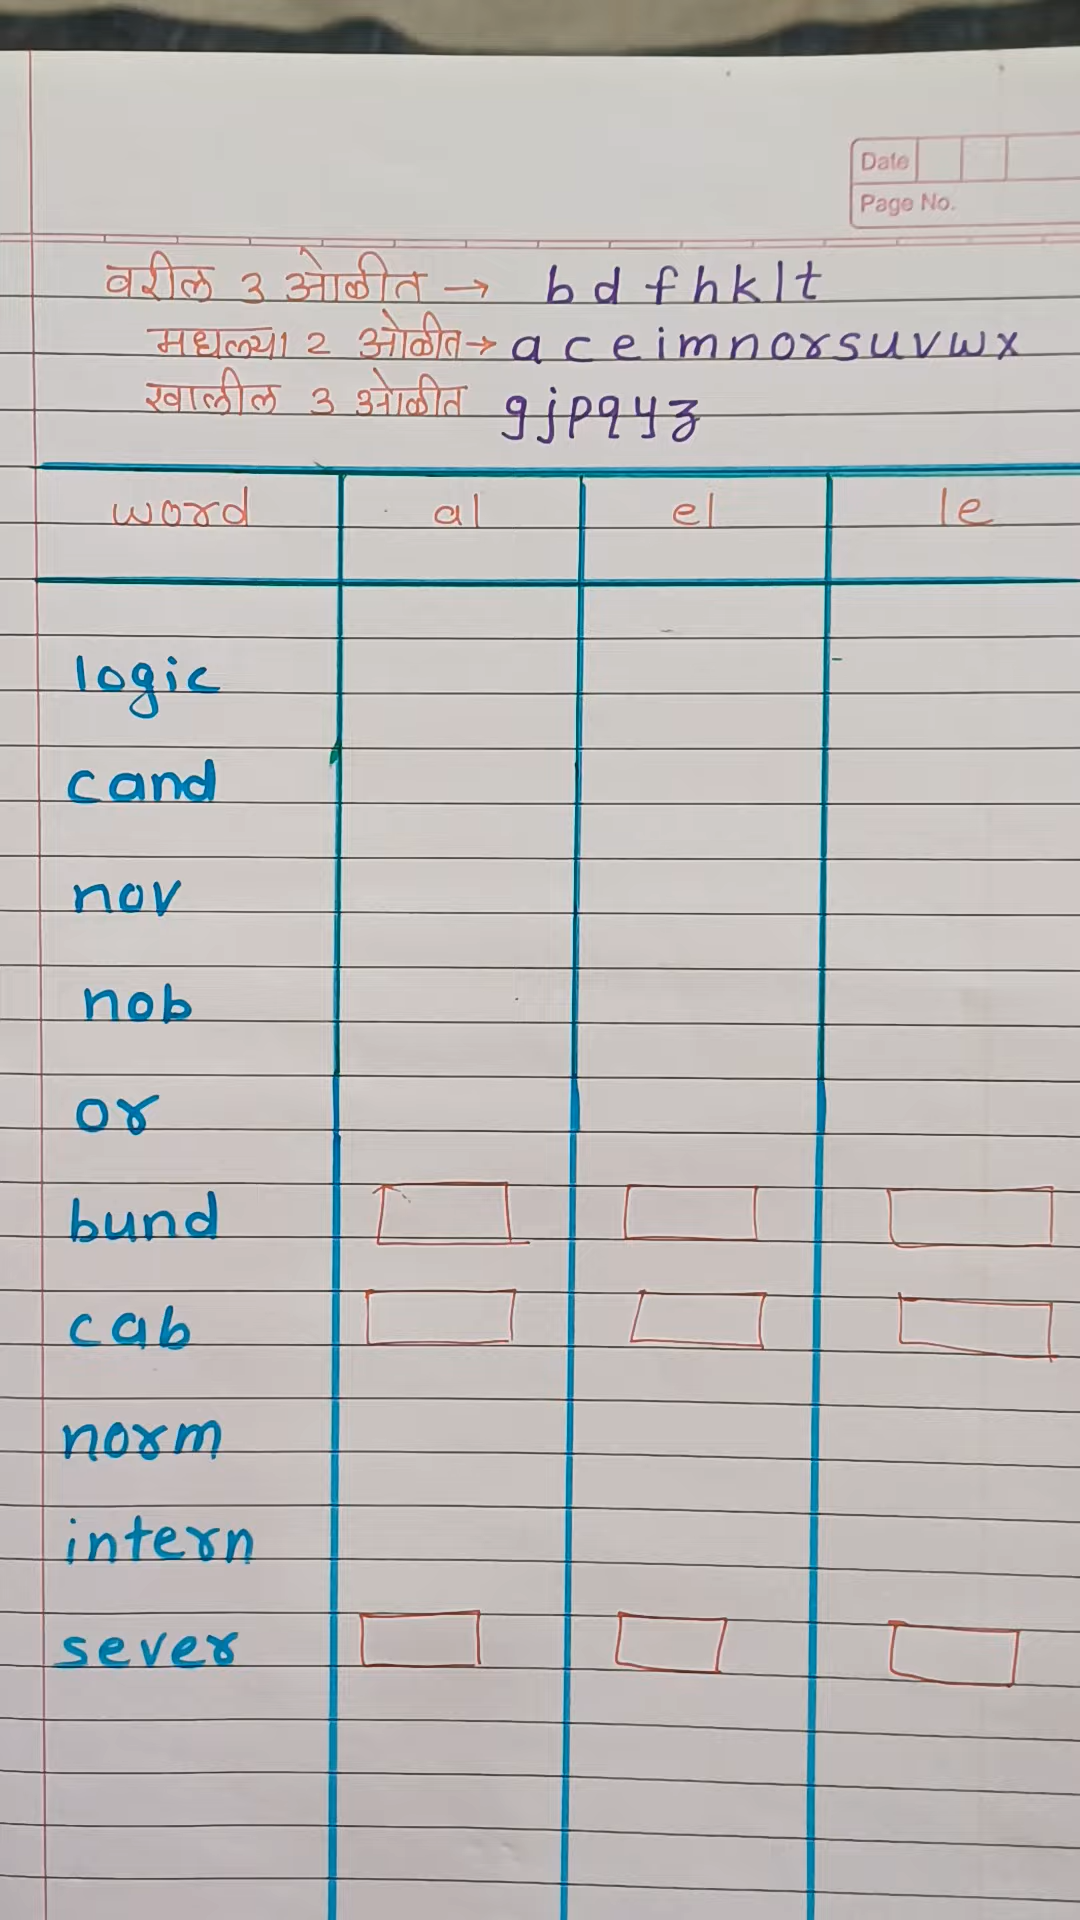 Date
Page No.
वरील 3 ओळीत → b d f h k l t
मधल्या 2 ओळीत → a c e i m n o r s u v w x
खालील 3 ओळीत g j p q y z
word al el le
logic
cand
nov
nob
or
bund
cab
norm
intern
sever